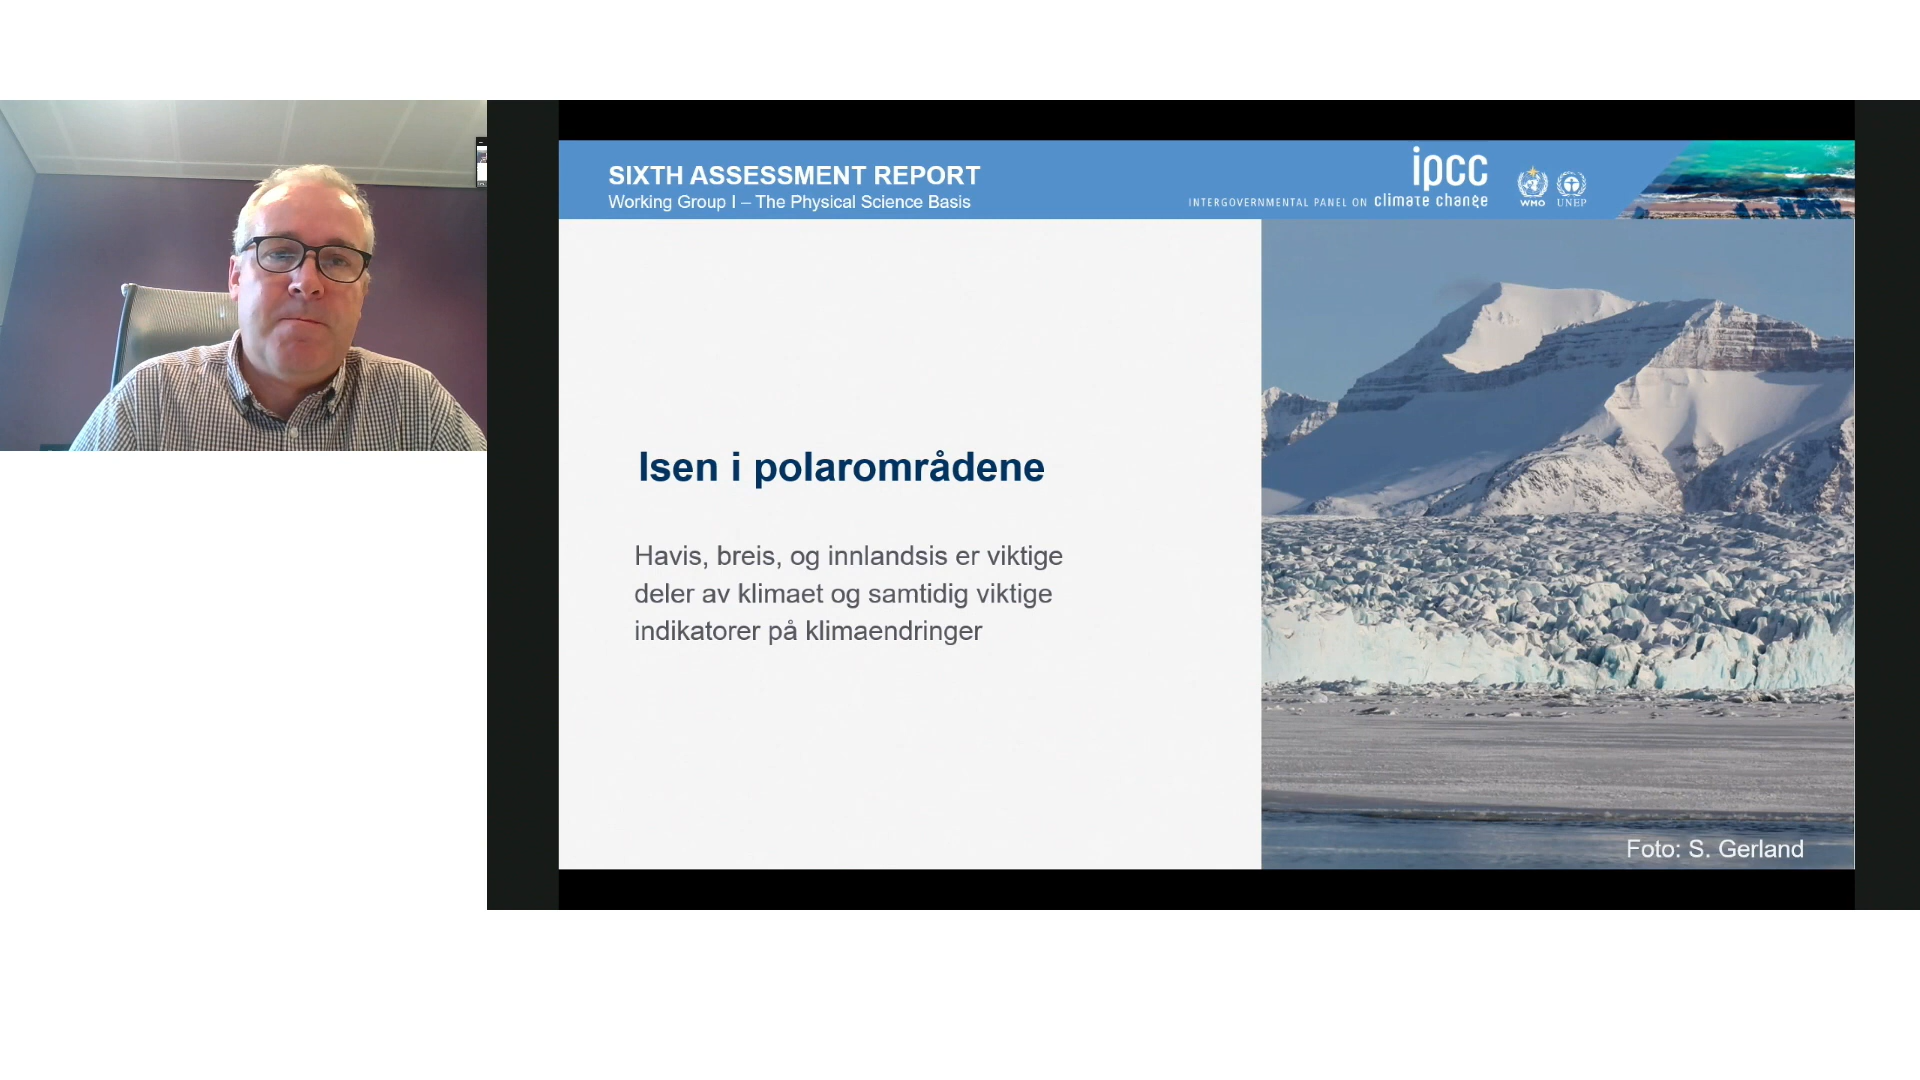 SIXTH ASSESSMENT REPORT
Working Group I – The Physical Science Basis
ipcc
INTERGOVERNMENTAL PANEL ON climate change
WMO
UNEP
Isen i polarområdene
Havis, breis, og innlandsis er viktige
deler av klimaet og samtidig viktige
indikatorer på klimaendringer
Foto: S. Gerland